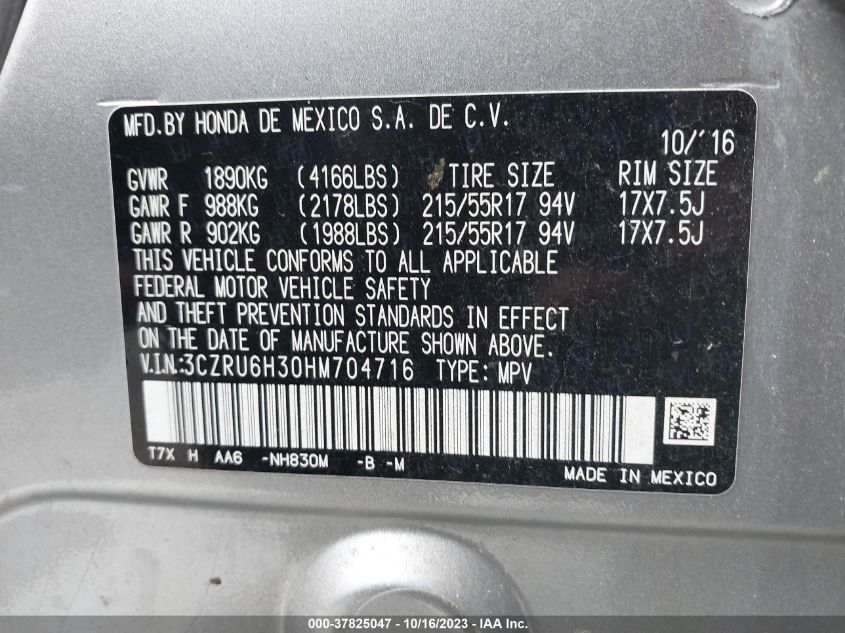 MFD.BY HONDA DE MEXICO S.A. DE C.V.
10/'16
GVWR 1890KG (4166LBS) TIRE SIZE RIM SIZE
GAWR F 988KG (2178LBS) 215/55R17 94V 17X7.5J
GAWR R 902KG (1988LBS) 215/55R17 94V 17X7.5J
THIS VEHICLE CONFORMS TO ALL APPLICABLE
FEDERAL MOTOR VEHICLE SAFETY
AND THEFT PREVENTION STANDARDS IN EFFECT
ON THE DATE OF MANUFACTURE SHOWN ABOVE.
V.I.N.:3CZRU6H30HM704716 TYPE: MPV
T7X H AA6 -NH830M -B -M
MADE IN MEXICO
000-37825047 - 10/16/2023 - IAA Inc.